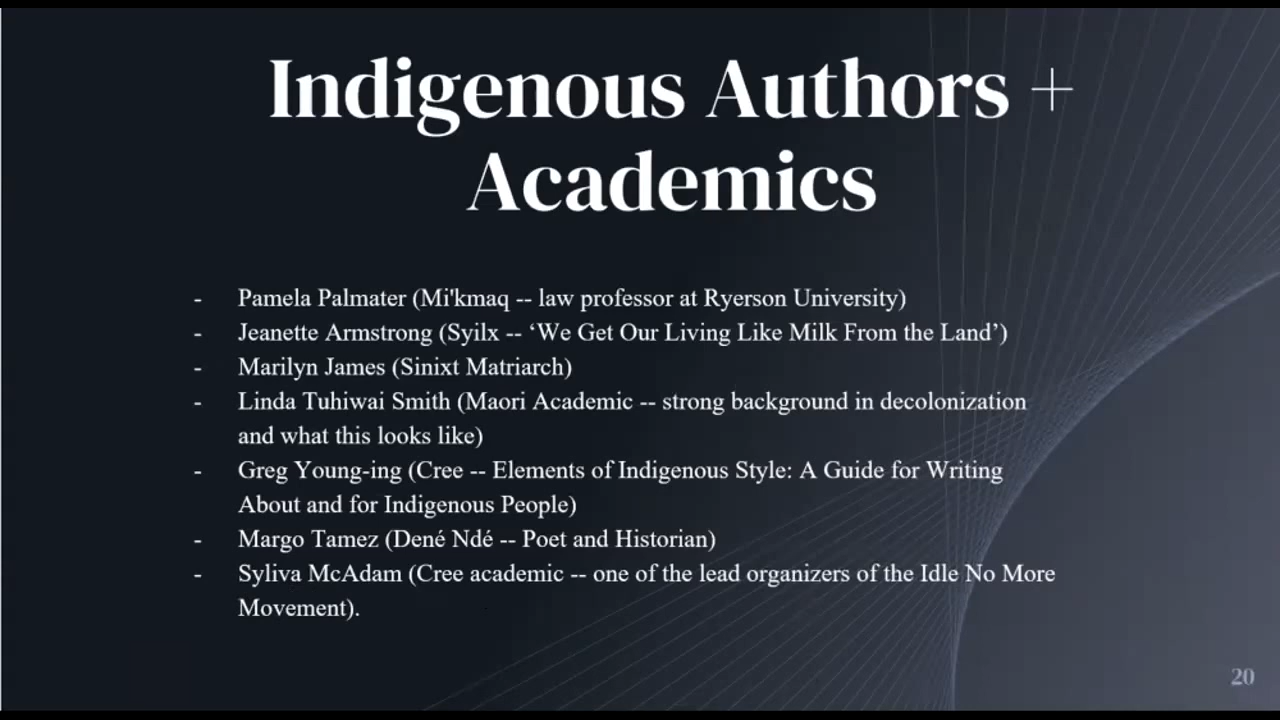 Indigenous Authors +
Academics
- Pamela Palmater (Mi'kmaq -- law professor at Ryerson University)
- Jeanette Armstrong (Syilx -- ‘We Get Our Living Like Milk From the Land’)
- Marilyn James (Sinixt Matriarch)
- Linda Tuhiwai Smith (Maori Academic -- strong background in decolonization
and what this looks like)
- Greg Young-ing (Cree -- Elements of Indigenous Style: A Guide for Writing
About and for Indigenous People)
- Margo Tamez (Dené Ndé -- Poet and Historian)
- Syliva McAdam (Cree academic -- one of the lead organizers of the Idle No More
Movement).
20